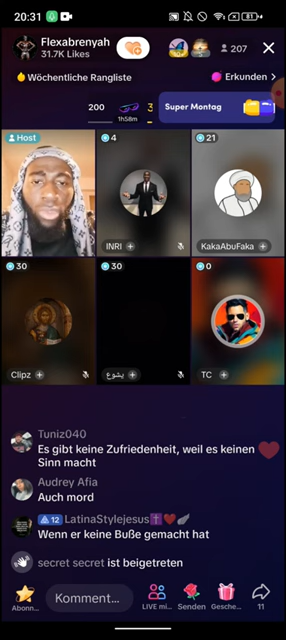 20:31
81
Flexabrenyah
31.7K Likes
207
Wöchentliche Rangliste
Erkunden >
200
1h58m
3
Super Montag
Host
4
21
INRI
KakaAbuFaka
30
30
0
Clipz
يشوع
TC
Tuniz040
Es gibt keine Zufriedenheit, weil es keinen
Sinn macht
Audrey Afia
Auch mord
12 LatinaStylejesus
Wenn er keine Buße gemacht hat
secret secret ist beigetreten
Abonn...
Komment...
LIVE mi...
Senden
Gesche...
11